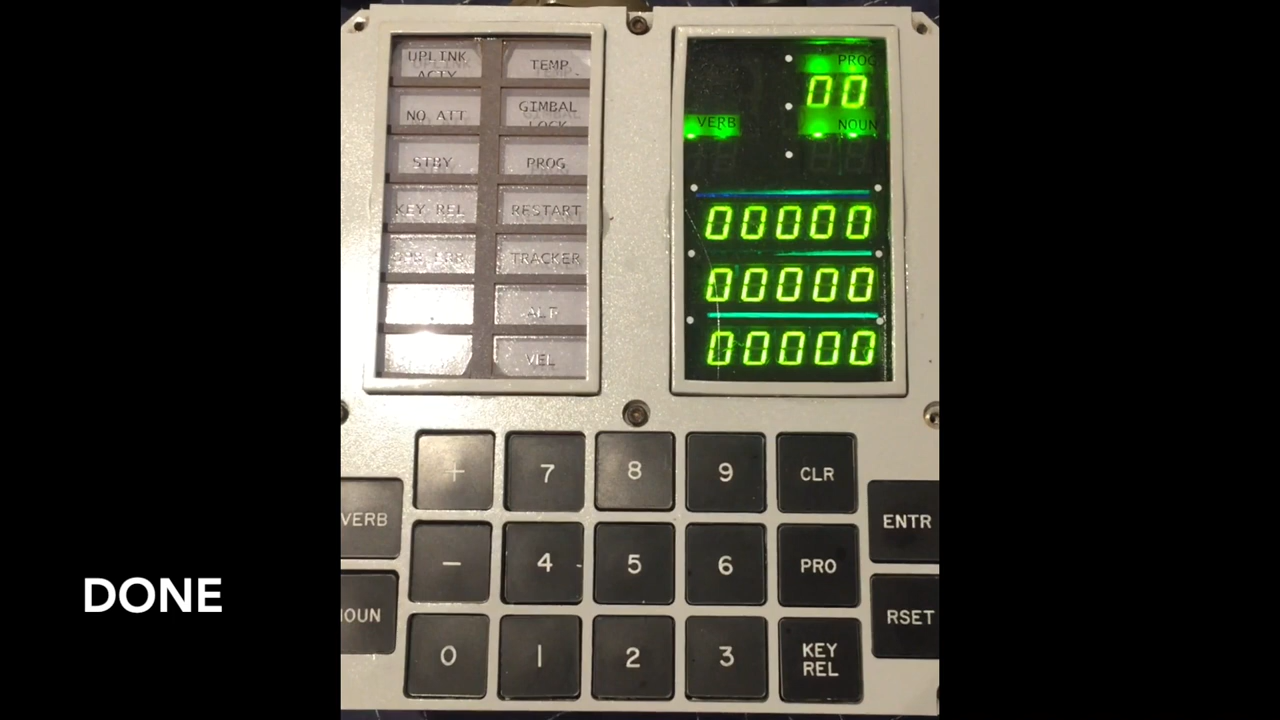 UPLINK
ACTY
TEMP
NO ATT
GIMBAL
LOCK
STBY
PROG
KEY REL
RESTART
OPR ERR
TRACKER
ALT
VEL
PROG
00
VERB
NOUN
00000
00000
00000
+
7
8
9
CLR
VERB
ENTR
-
4
5
6
PRO
DONE
NOUN
RSET
0
1
2
3
KEY
REL